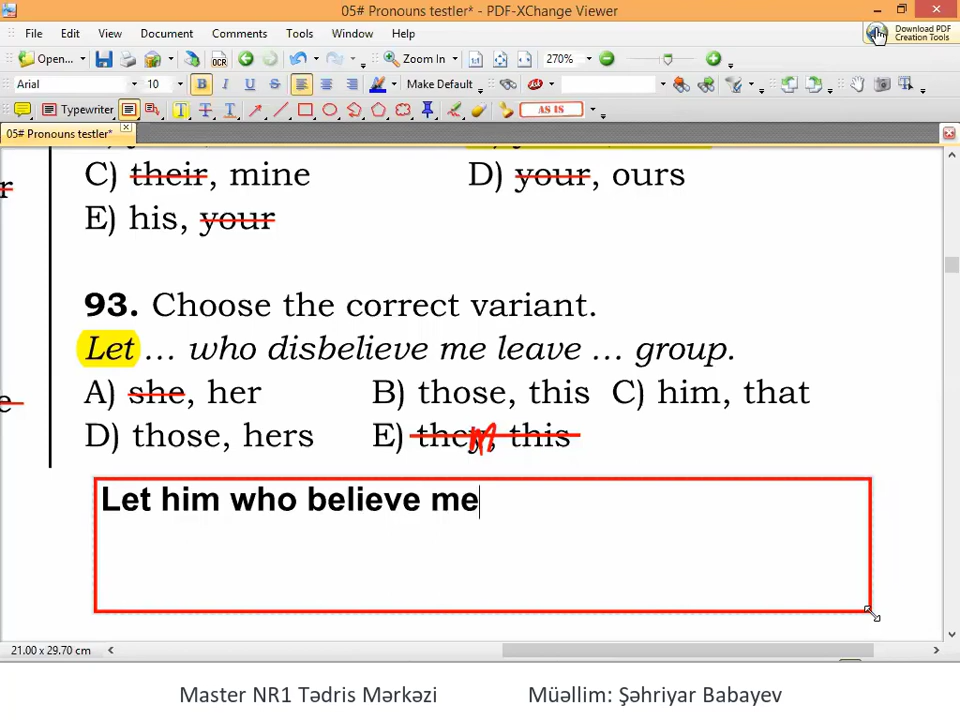 05# Pronouns testler* - PDF-XChange Viewer
File Edit View Document Comments Tools Window Help
Download PDF
Creation Tools
Open... OCR Zoom In 270%
Arial 10 B I U S Make Default
Typewriter T T T AS IS
05# Pronouns testler*
C) their, mine D) your, ours
E) his, your
93. Choose the correct variant.
Let ... who disbelieve me leave ... group.
A) she, her B) those, this C) him, that
D) those, hers E) they, this
Let him who believe me
21.00 x 29.70 cm
Master NR1 Tədris Mərkəzi Müəllim: Şəhriyar Babayev